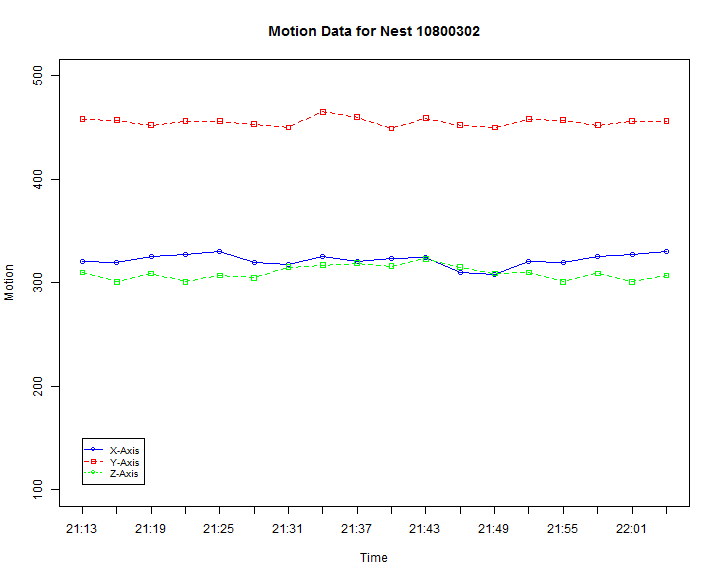 Motion Data for Nest 10800302
500
400
300
200
100
Motion
X-Axis
Y-Axis
Z-Axis
21:13 21:19 21:25 21:31 21:37 21:43 21:49 21:55 22:01
Time